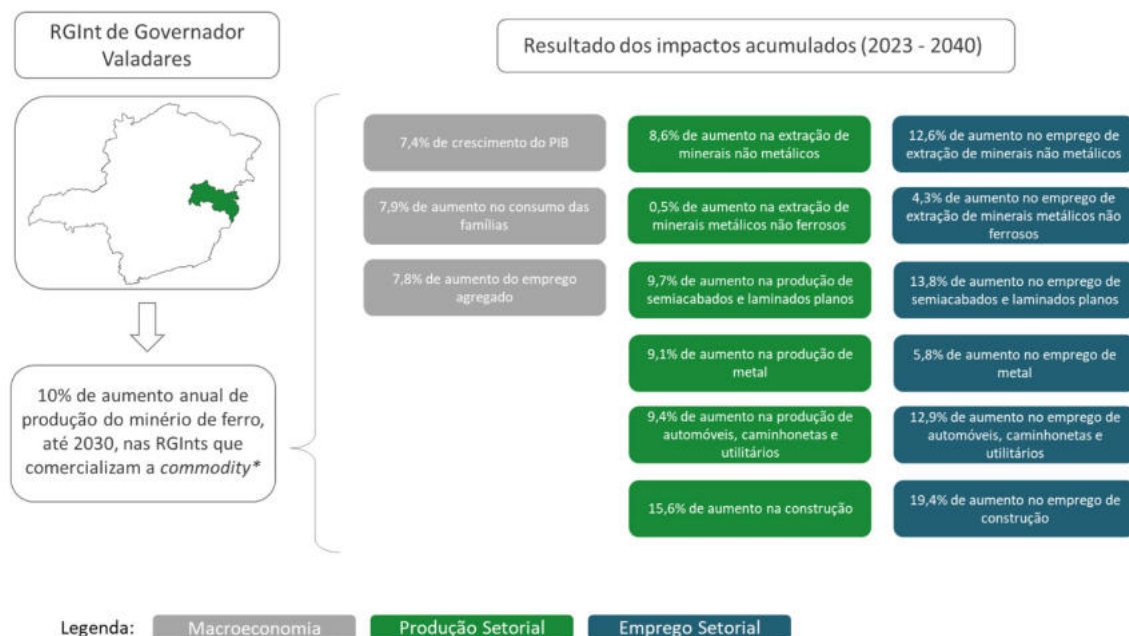 RGInt de Governador
Valadares
Resultado dos impactos acumulados (2023 - 2040)
7,4% de crescimento do PIB
8,6% de aumento na extração de
minerais não metálicos
12,6% de aumento no emprego de
extração de minerais não metálicos
7,9% de aumento no consumo das
famílias
0,5% de aumento na extração de
minerais metálicos não ferrosos
4,3% de aumento no emprego de
extração de minerais metálicos não
ferrosos
7,8% de aumento do emprego
agregado
9,7% de aumento na produção de
semiacabados e laminados planos
13,8% de aumento no emprego de
semiacabados e laminados planos
10% de aumento anual de
produção do minério de ferro,
até 2030, nas RGInts que
comercializam a commodity*
9,1% de aumento na produção de
metal
5,8% de aumento no emprego de
metal
9,4% de aumento na produção de
automóveis, caminhonetas e
utilitários
12,9% de aumento no emprego de
automóveis, caminhonetas e
utilitários
15,6% de aumento na construção
19,4% de aumento no emprego de
construção
Legenda:
Macroeconomia
Produção Setorial
Emprego Setorial